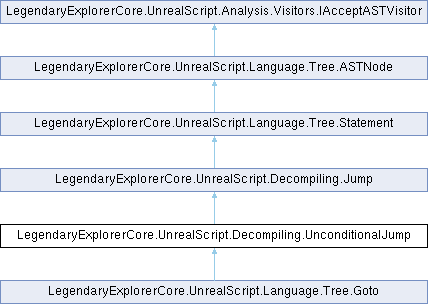 LegendaryExplorerCore.UnrealScript.Analysis.Visitors.IAcceptASTVisitor
LegendaryExplorerCore.UnrealScript.Language.Tree.ASTNode
LegendaryExplorerCore.UnrealScript.Language.Tree.Statement
LegendaryExplorerCore.UnrealScript.Decompiling.Jump
LegendaryExplorerCore.UnrealScript.Decompiling.UnconditionalJump
LegendaryExplorerCore.UnrealScript.Language.Tree.Goto